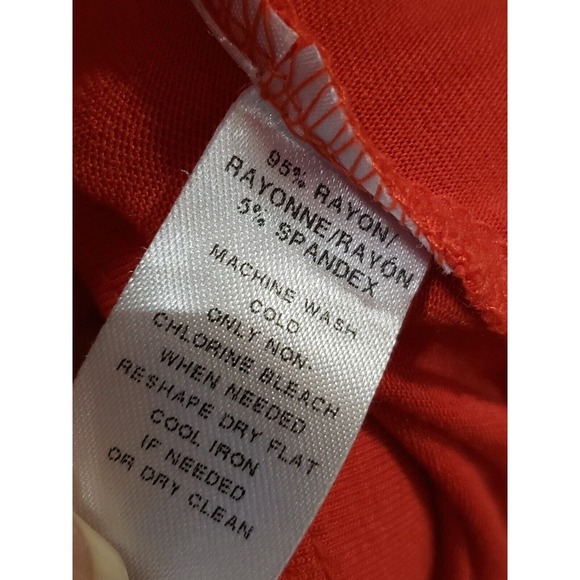 95% RAYON/
RAYONNE/RAYÓN
5% SPANDEX
MACHINE WASH
COLD
ONLY NON-
CHLORINE BLEACH
WHEN NEEDED
RESHAPE DRY FLAT
COOL IRON
IF NEEDED
OR DRY CLEAN